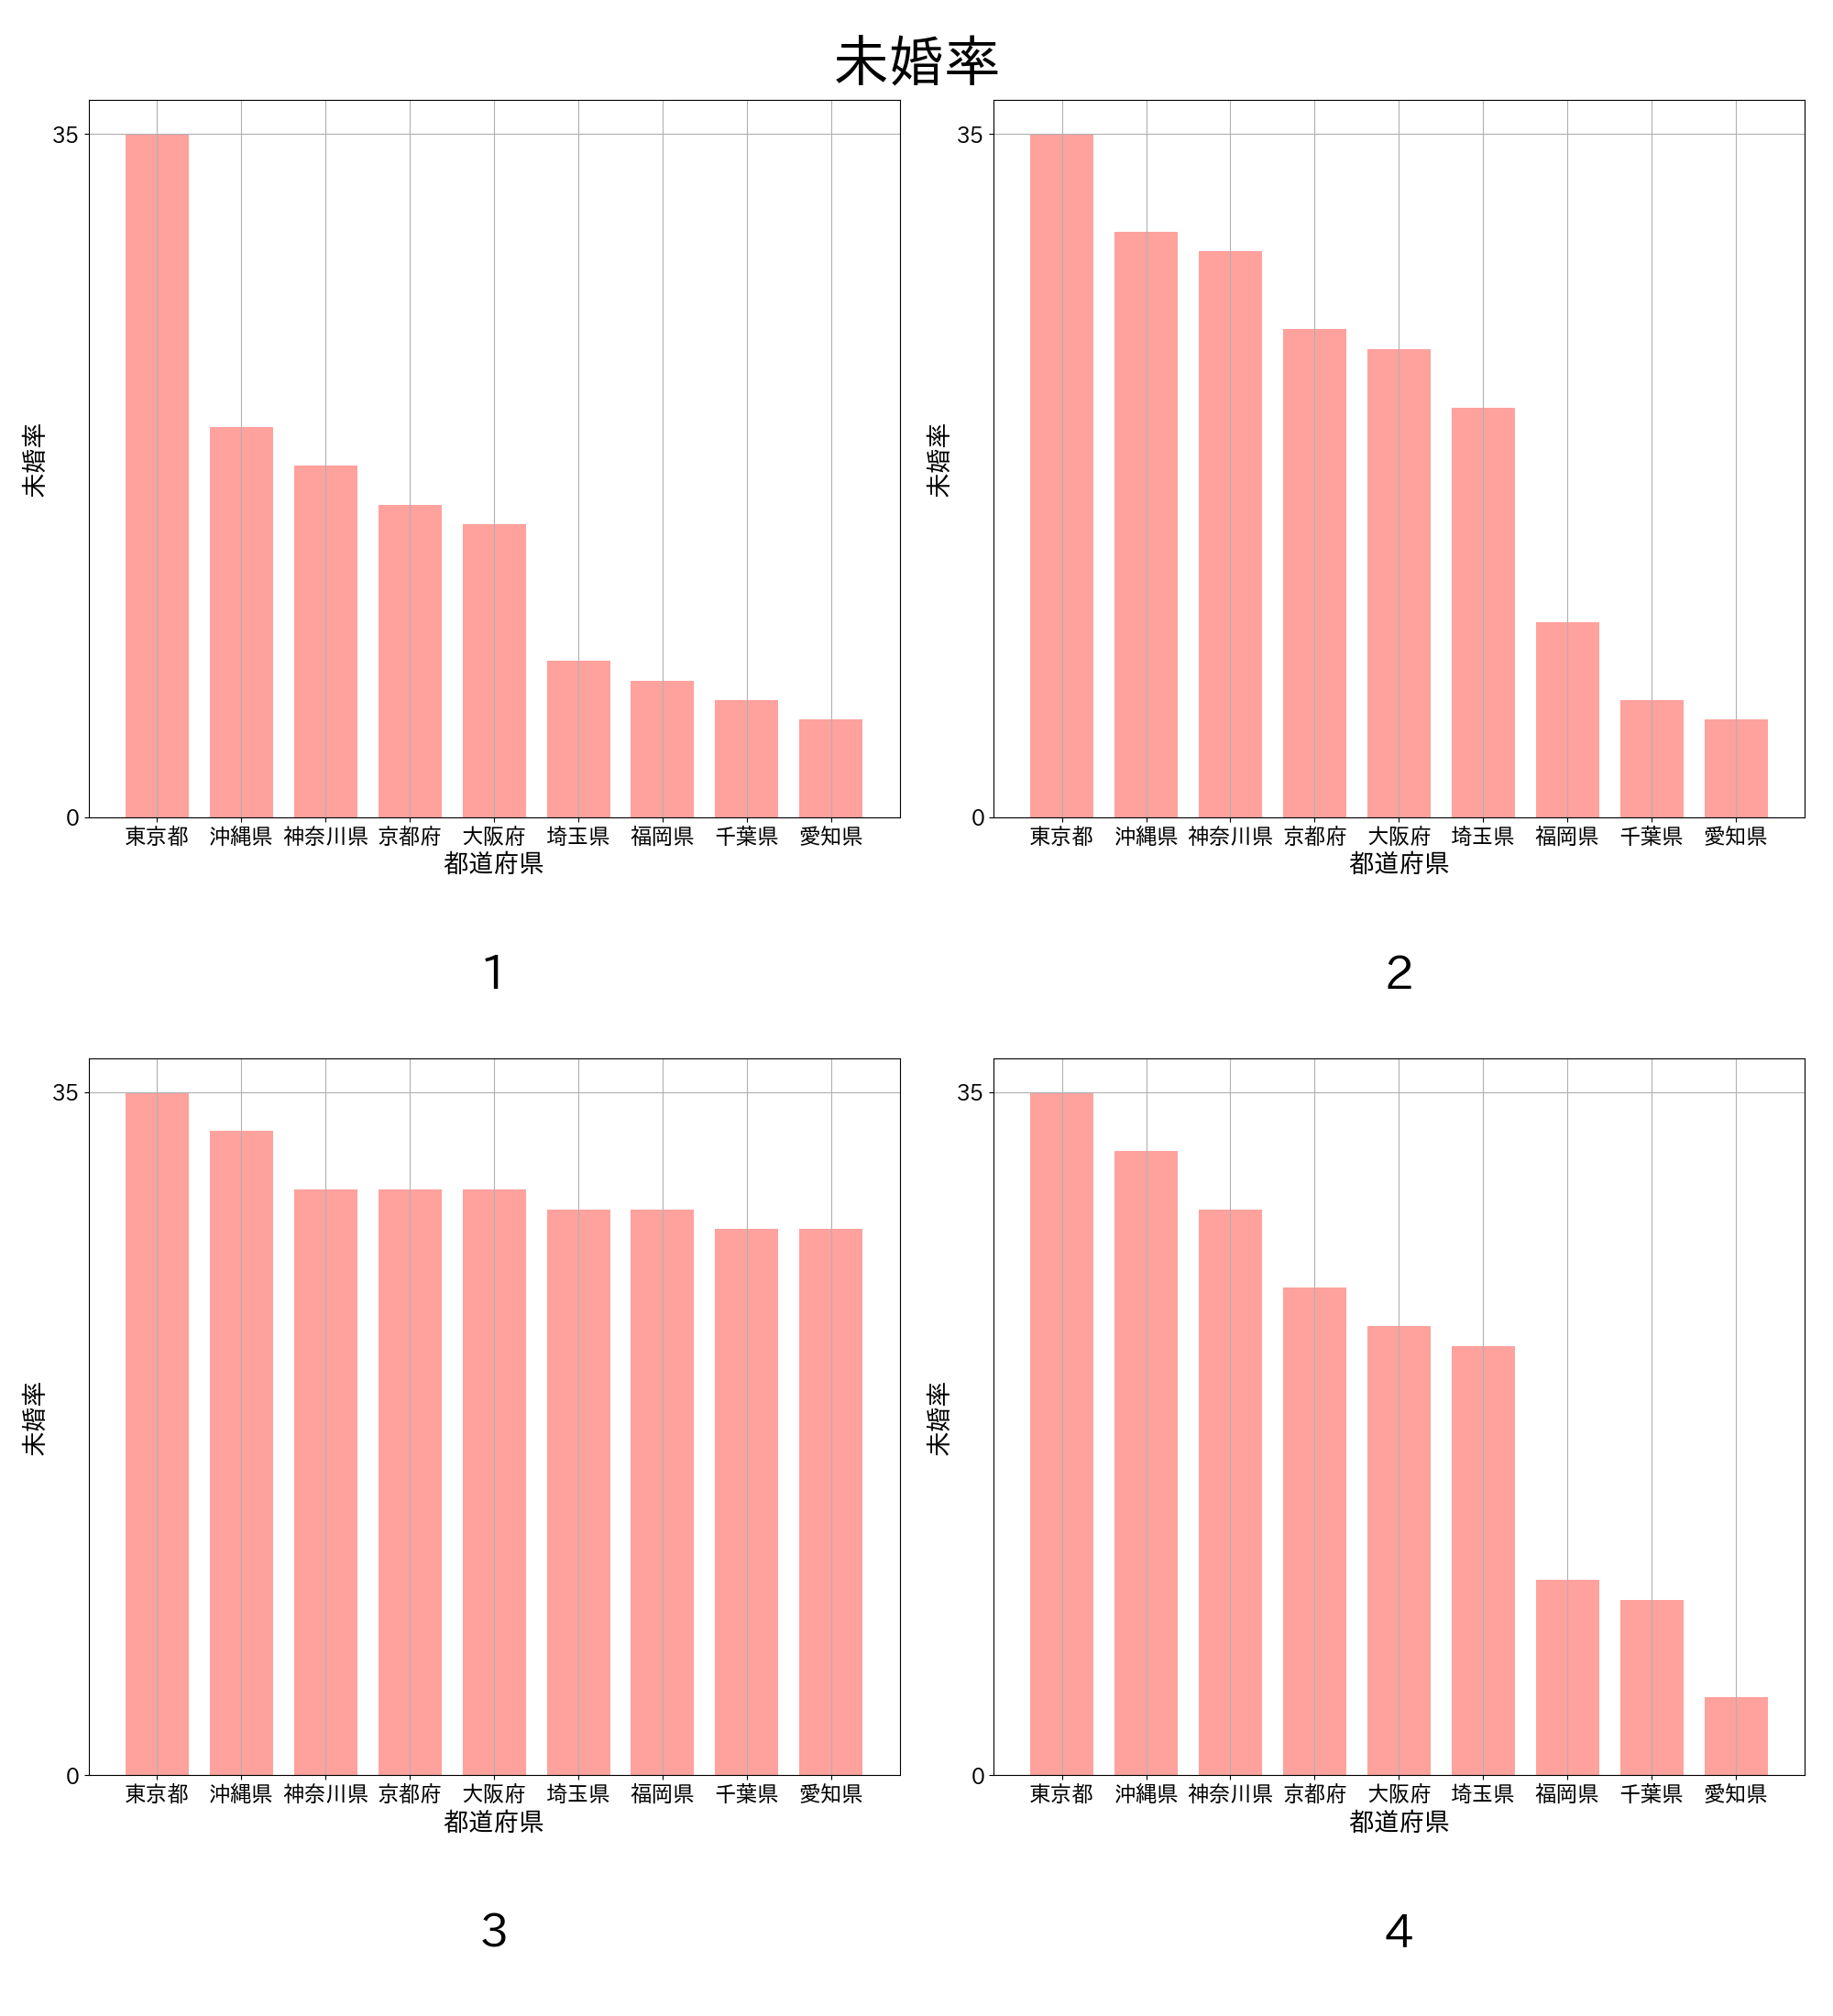 未婚率
35
0
未婚率
東京都 沖縄県 神奈川県 京都府 大阪府 埼玉県 福岡県 千葉県 愛知県
都道府県
1
35
0
未婚率
東京都 沖縄県 神奈川県 京都府 大阪府 埼玉県 福岡県 千葉県 愛知県
都道府県
2
35
0
未婚率
東京都 沖縄県 神奈川県 京都府 大阪府 埼玉県 福岡県 千葉県 愛知県
都道府県
3
35
0
未婚率
東京都 沖縄県 神奈川県 京都府 大阪府 埼玉県 福岡県 千葉県 愛知県
都道府県
4